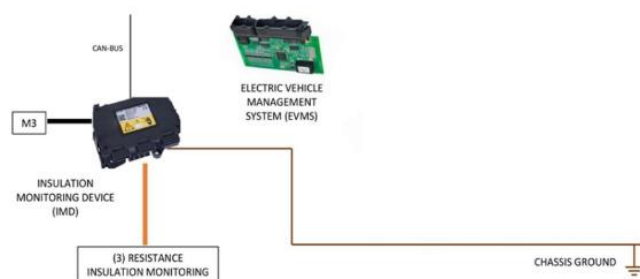 CAN-BUS
ELECTRIC VEHICLE
MANAGEMENT
SYSTEM (EVMS)
M3
INSULATION
MONITORING DEVICE
(IMD)
(3) RESISTANCE
INSULATION MONITORING
CHASSIS GROUND